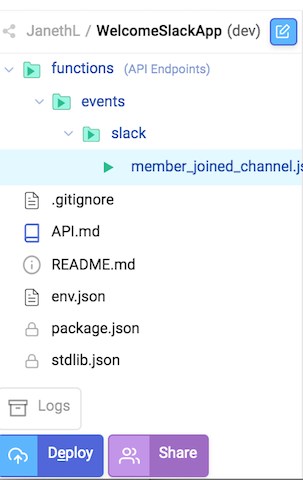 JanethL / WelcomeSlackApp (dev)
functions (API Endpoints)
events
slack
member_joined_channel.js
.gitignore
API.md
README.md
env.json
package.json
stdlib.json
Logs
Deploy
Share